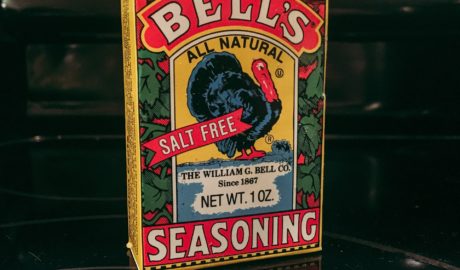 BELL'S
ALL NATURAL
U
SALT FREE
®
THE WILLIAM G. BELL CO.
Since 1867
NET WT. 1 OZ.
SEASONING